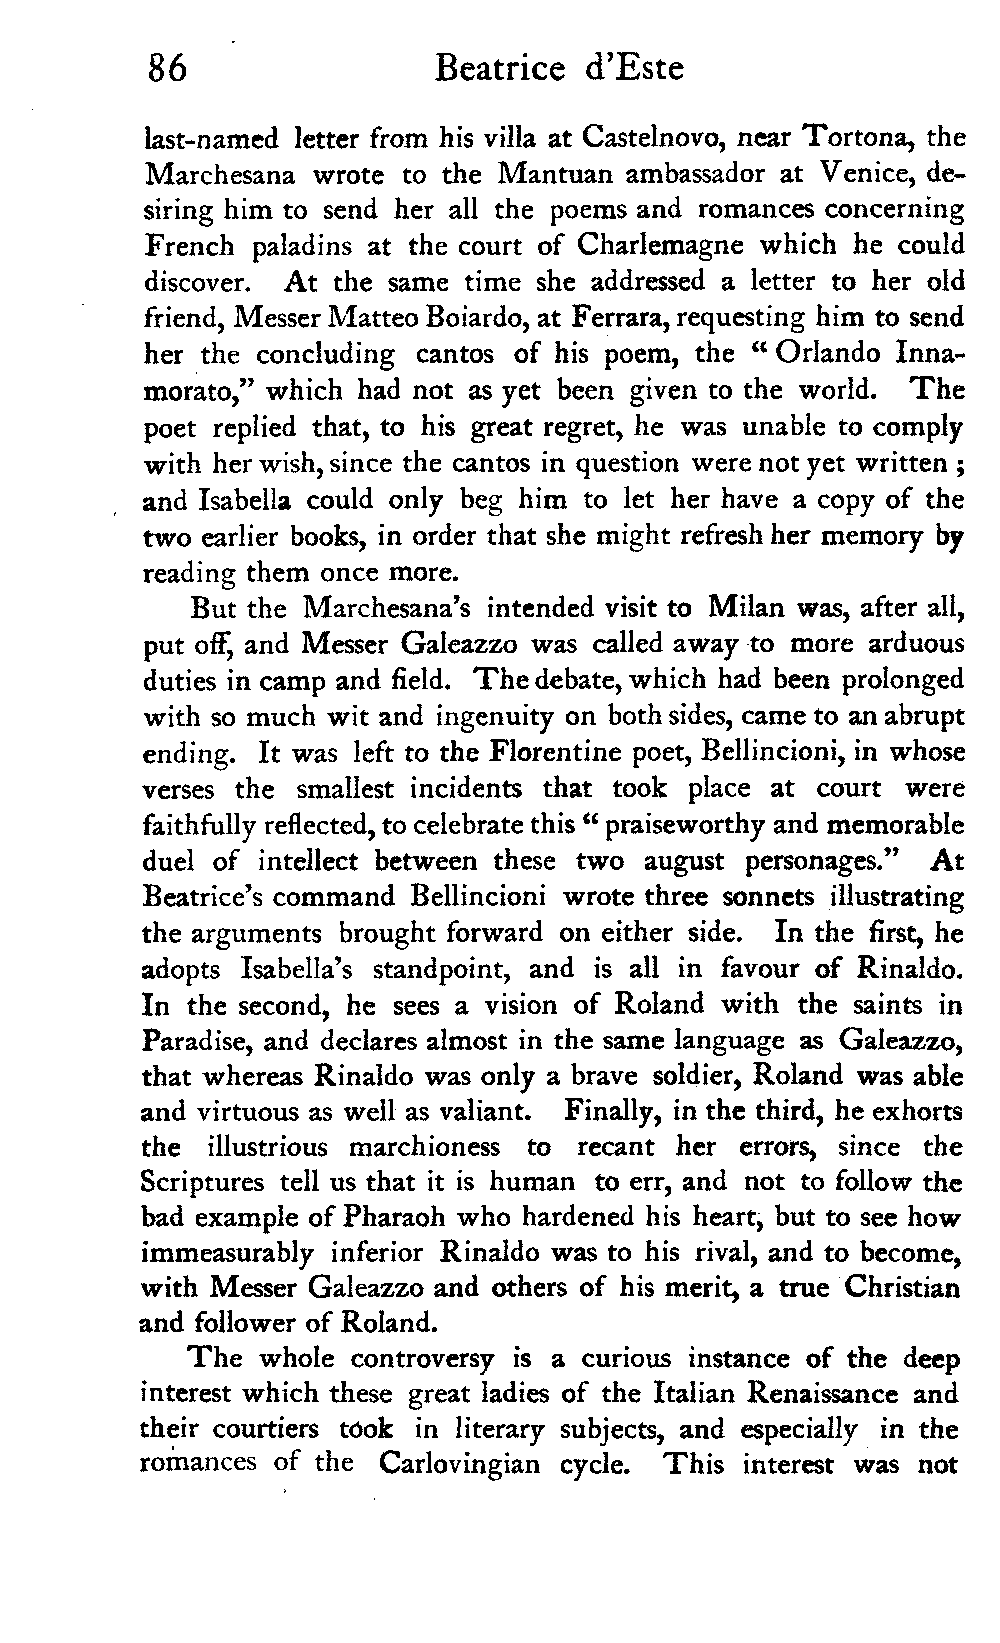 86 Beatrice d'Este
last-named letter from his villa at Castelnovo, near Tortona, the
Marchesana wrote to the Mantuan ambassador at Venice, de-
siring him to send her all the poems and romances concerning
French paladins at the court of Charlemagne which he could
discover. At the same time she addressed a letter to her old
friend, Messer Matteo Boiardo, at Ferrara, requesting him to send
her the concluding cantos of his poem, the “ Orlando Inna-
morato,” which had not as yet been given to the world. The
poet replied that, to his great regret, he was unable to comply
with her wish, since the cantos in question were not yet written ;
and Isabella could only beg him to let her have a copy of the
two earlier books, in order that she might refresh her memory by
reading them once more.
But the Marchesana's intended visit to Milan was, after all,
put off, and Messer Galeazzo was called away to more arduous
duties in camp and field. The debate, which had been prolonged
with so much wit and ingenuity on both sides, came to an abrupt
ending. It was left to the Florentine poet, Bellincioni, in whose
verses the smallest incidents that took place at court were
faithfully reflected, to celebrate this “ praiseworthy and memorable
duel of intellect between these two august personages.” At
Beatrice's command Bellincioni wrote three sonnets illustrating
the arguments brought forward on either side. In the first, he
adopts Isabella's standpoint, and is all in favour of Rinaldo.
In the second, he sees a vision of Roland with the saints in
Paradise, and declares almost in the same language as Galeazzo,
that whereas Rinaldo was only a brave soldier, Roland was able
and virtuous as well as valiant. Finally, in the third, he exhorts
the illustrious marchioness to recant her errors, since the
Scriptures tell us that it is human to err, and not to follow the
bad example of Pharaoh who hardened his heart, but to see how
immeasurably inferior Rinaldo was to his rival, and to become,
with Messer Galeazzo and others of his merit, a true Christian
and follower of Roland.
The whole controversy is a curious instance of the deep
interest which these great ladies of the Italian Renaissance and
their courtiers took in literary subjects, and especially in the
romances of the Carlovingian cycle. This interest was not